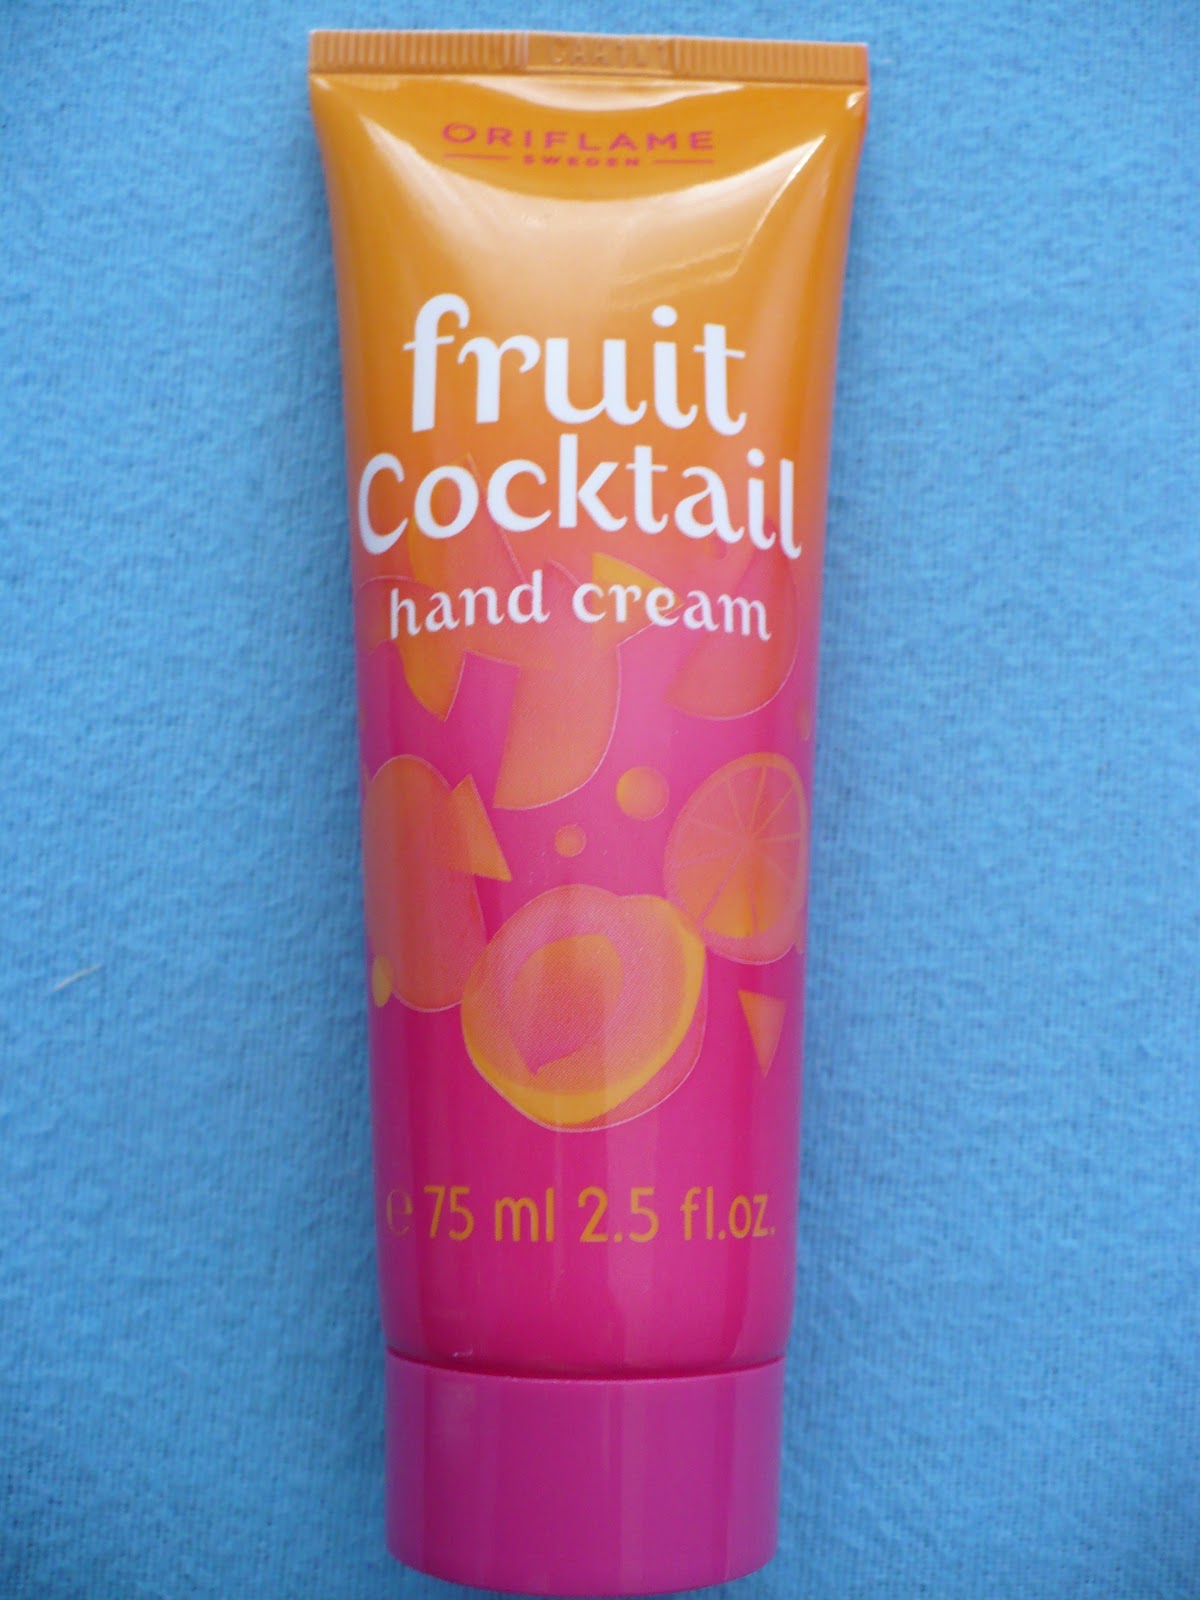 ORIFLAME
SWEDEN
fruit
Cocktail
hand cream
e 75 ml 2.5 fl.oz.